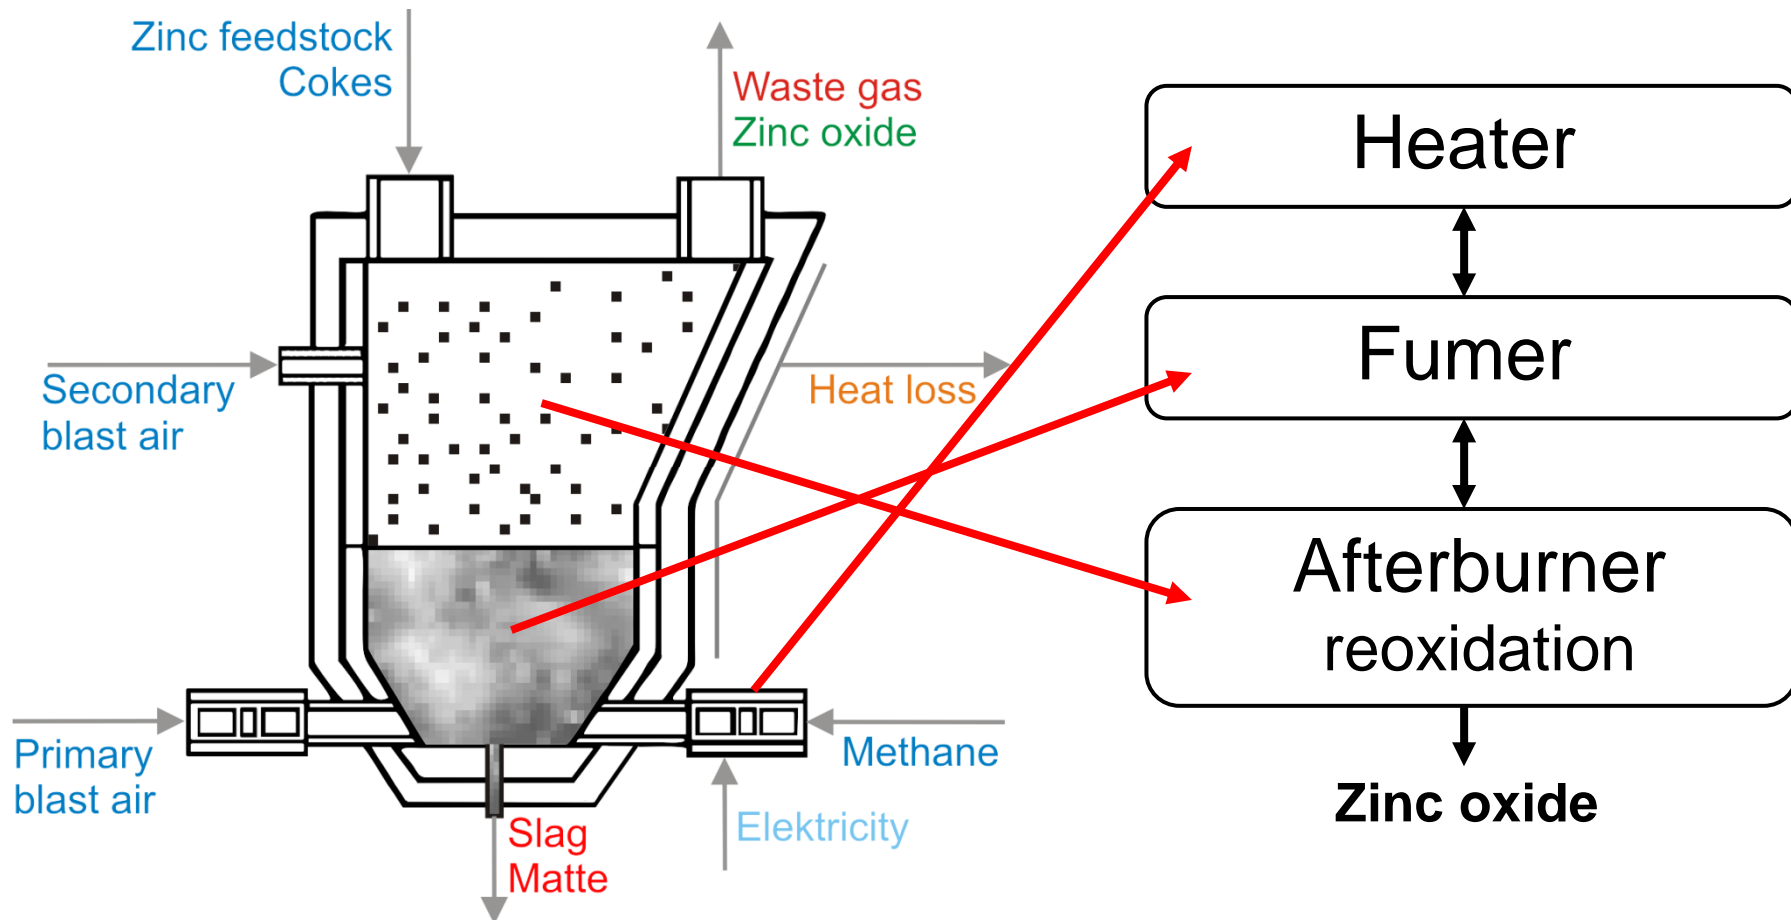 Zinc feedstock
Cokes
Waste gas
Zinc oxide
Secondary
blast air
Heat loss
Primary
blast air
Methane
Elektricity
Slag
Matte
Heater
Fumer
Afterburner
reoxidation
Zinc oxide